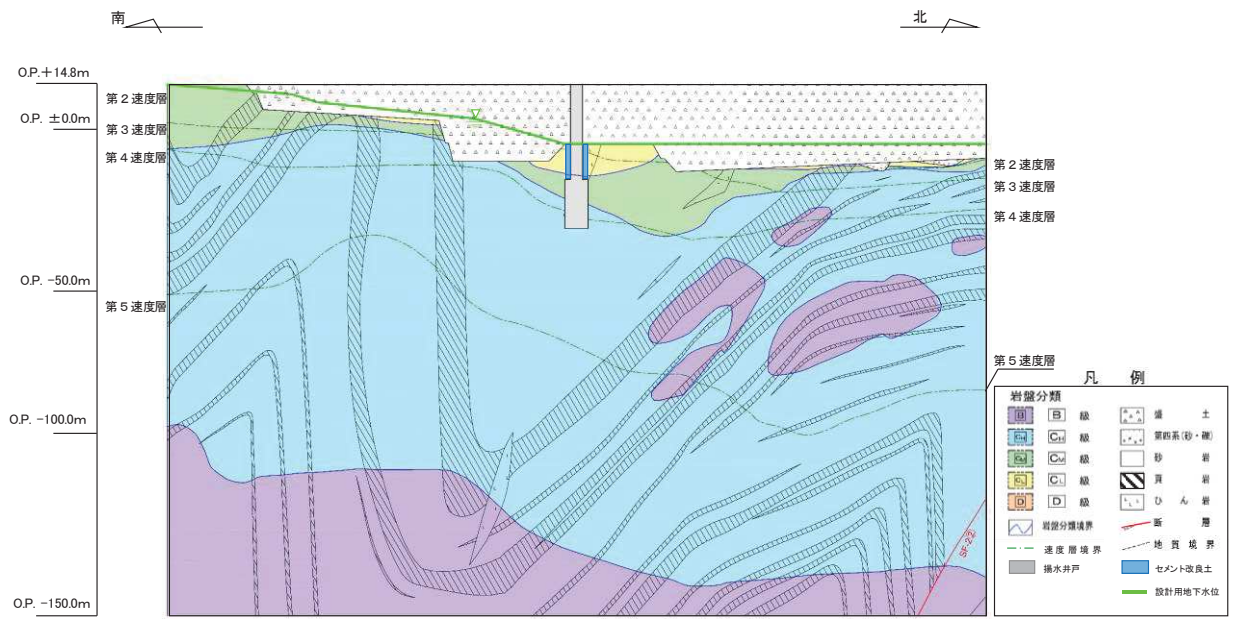 南
北
O.P.+14.8m
O.P. ±0.0m
O.P. -50.0m
O.P. -100.0m
O.P. -150.0m
第2速度層
第3速度層
第4速度層
第5速度層
第2速度層
第3速度層
第4速度層
第5速度層
SF-2②
凡 例
岩盤分類
B B 級
CH CH 級
CM CM 級
CL CL 級
D D 級
岩盤分類境界
速度層境界
揚水井戸
盛 土
第四系(砂・礫)
砂 岩
頁 岩
ひ ん 岩
断 層
地 質 境 界
セメント改良土
設計用地下水位